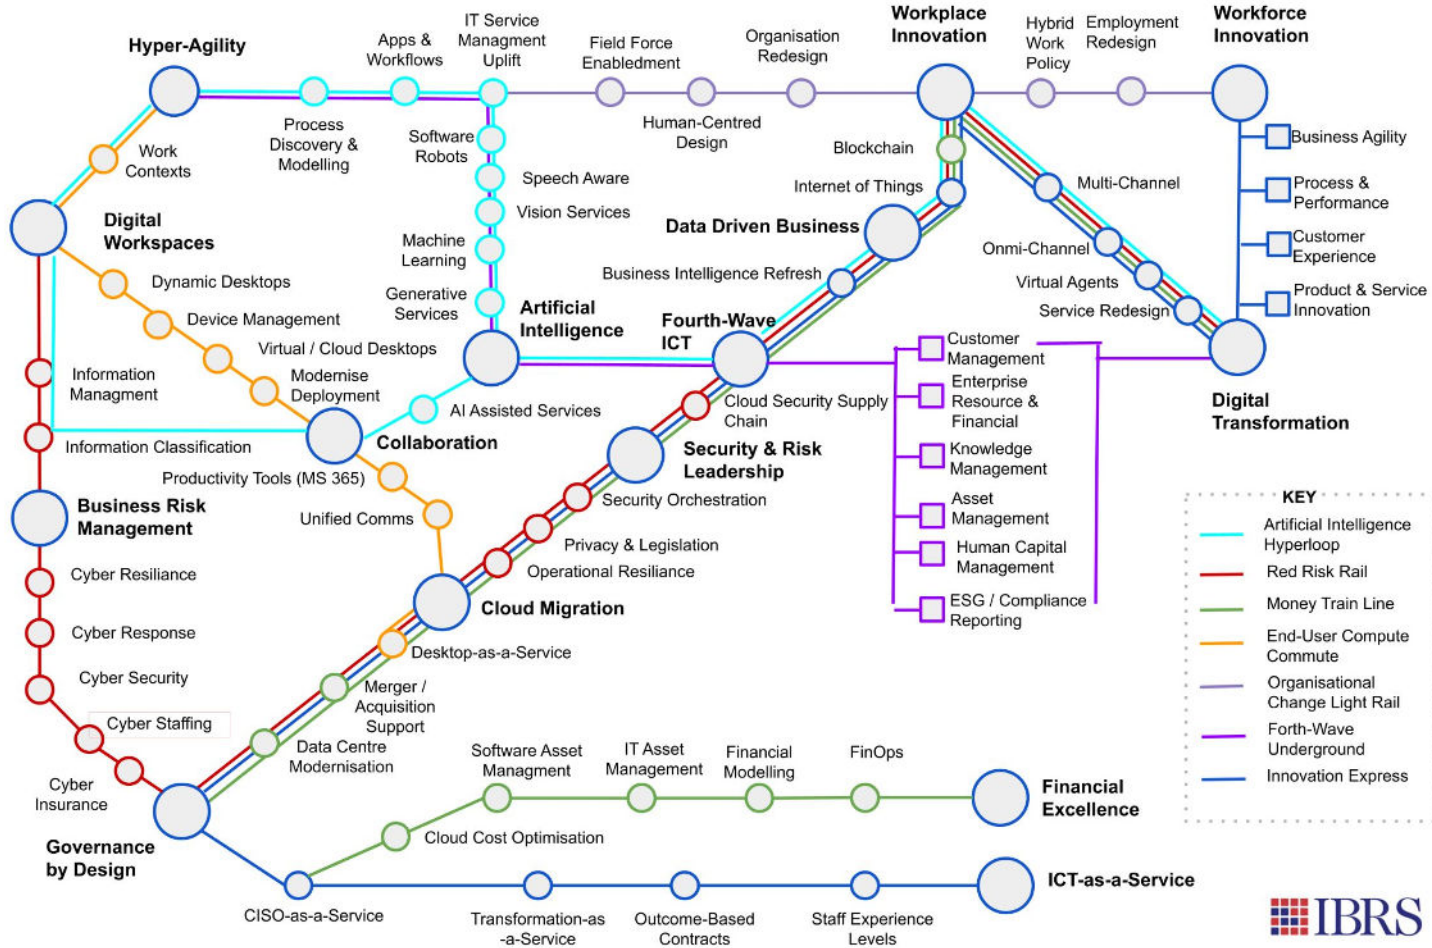 Hyper-Agility
Apps &
Workflows
IT Service
Managment
Uplift
Field Force
Enabledment
Organisation
Redesign
Workplace
Innovation
Hybrid
Work
Policy
Employment
Redesign
Workforce
Innovation
Work
Contexts
Process
Discovery &
Modelling
Software
Robots
Human-Centred
Design
Blockchain
Business Agility
Speech Aware
Internet of Things
Multi-Channel
Process &
Performance
Digital
Workspaces
Vision Services
Data Driven Business
Machine
Learning
Onmi-Channel
Customer
Experience
Dynamic Desktops
Business Intelligence Refresh
Virtual Agents
Generative
Services
Artificial
Intelligence
Service Redesign
Product & Service
Innovation
Device Management
Fourth-Wave
ICT
Virtual / Cloud Desktops
Customer
Management
Information
Managment
Modernise
Deployment
Enterprise
Resource &
Financial
AI Assisted Services
Cloud Security Supply
Chain
Digital
Transformation
Information Classification
Collaboration
Security & Risk
Leadership
Knowledge
Management
Productivity Tools (MS 365)
Business Risk
Management
Unified Comms
Security Orchestration
Asset
Management
Privacy & Legislation
Human Capital
Management
Operational Resiliance
Cyber Resiliance
Cloud Migration
ESG / Compliance
Reporting
Cyber Response
Desktop-as-a-Service
Cyber Security
Merger /
Acquisition
Support
Cyber Staffing
Data Centre
Modernisation
Cyber
Insurance
Software Asset
Managment
IT Asset
Management
Financial
Modelling
FinOps
Financial
Excellence
Governance
by Design
Cloud Cost Optimisation
ICT-as-a-Service
CISO-as-a-Service
Transformation-as
-a-Service
Outcome-Based
Contracts
Staff Experience
Levels
KEY
Artificial Intelligence
Hyperloop
Red Risk Rail
Money Train Line
End-User Compute
Commute
Organisational
Change Light Rail
Forth-Wave
Underground
Innovation Express
IBRS